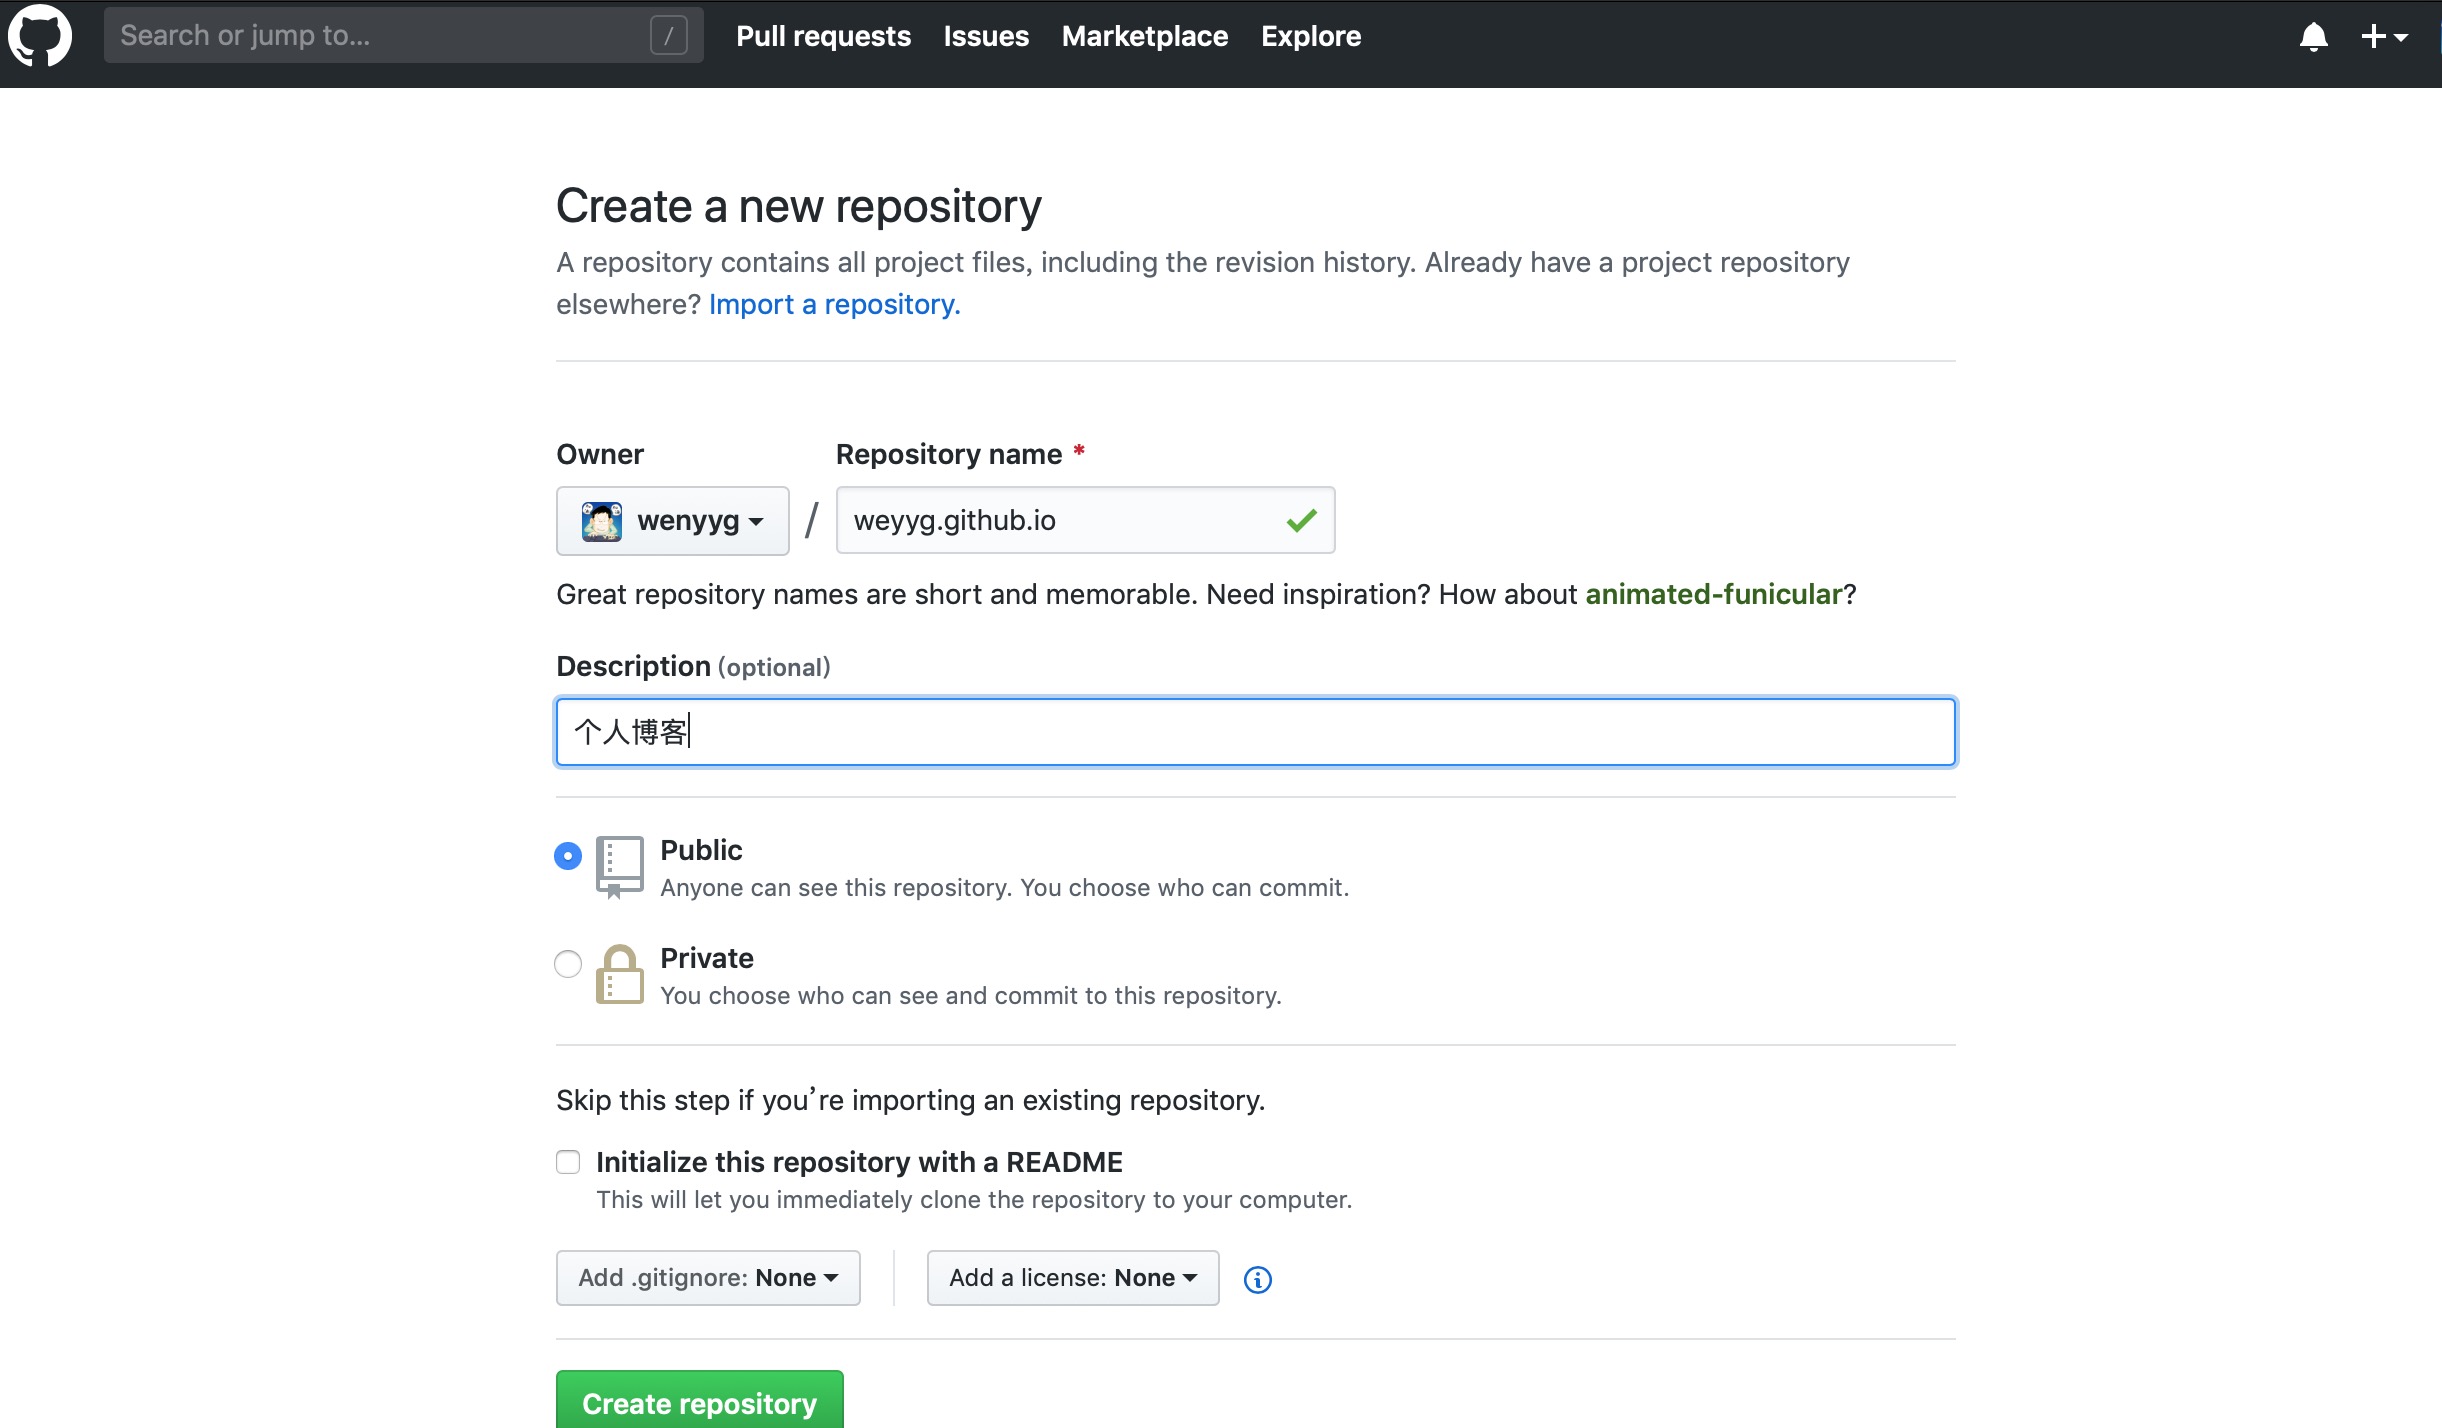 Search or jump to... / Pull requests Issues Marketplace Explore
Create a new repository
A repository contains all project files, including the revision history. Already have a project repository
elsewhere? Import a repository.
Owner Repository name *
wenyyg / weyyg.github.io
Great repository names are short and memorable. Need inspiration? How about animated-funicular?
Description (optional)
个人博客
Public
Anyone can see this repository. You choose who can commit.
Private
You choose who can see and commit to this repository.
Skip this step if you’re importing an existing repository.
Initialize this repository with a README
This will let you immediately clone the repository to your computer.
Add .gitignore: None Add a license: None
Create repository